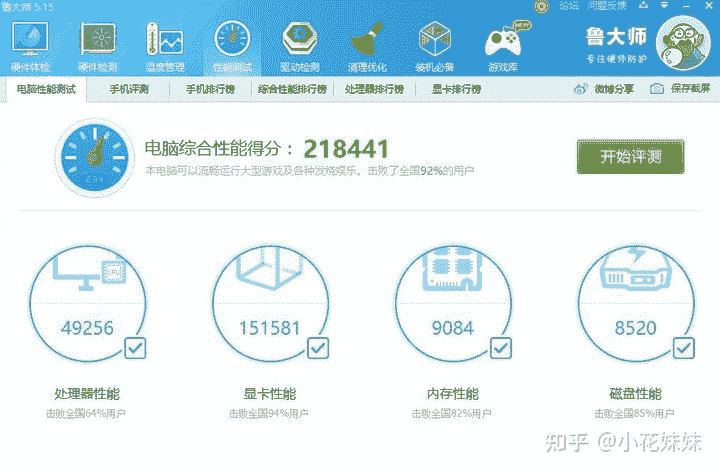 鲁大师 5.15
论坛 问题反馈
硬件体检 硬件检测 温度管理 性能测试 驱动检测 清理优化 装机必备 游戏库
NEW
鲁大师
专注硬件防护
电脑性能测试 手机评测 手机排行榜 综合性能排行榜 处理器排行榜 显卡排行榜 微博分享 保存截屏
电脑综合性能得分： 218441
本电脑可以流畅运行大型游戏及各种发烧娱乐。击败了全国92%的用户
开始评测
CPU
49256 151581 9084 8520
处理器性能 显卡性能 内存性能 磁盘性能
击败全国64%用户 击败全国94%用户 击败全国82%用户 击败全国85%用户
知乎 @小花妹妹